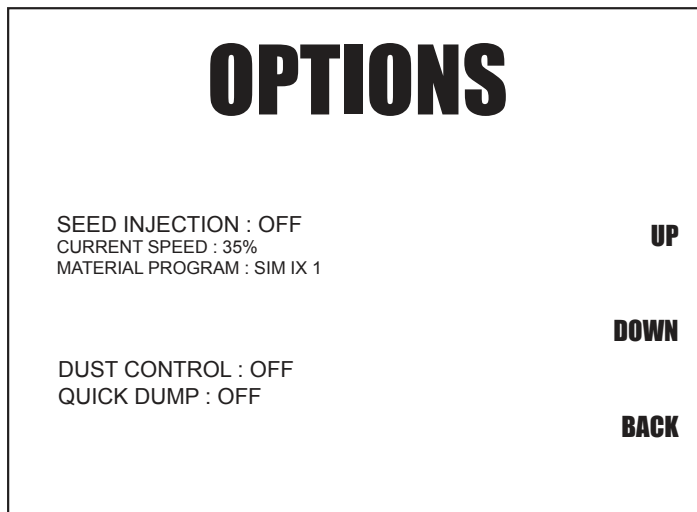 OPTIONS
SEED INJECTION : OFF
CURRENT SPEED : 35%
MATERIAL PROGRAM : SIM IX 1
UP
DOWN
DUST CONTROL : OFF
QUICK DUMP : OFF
BACK